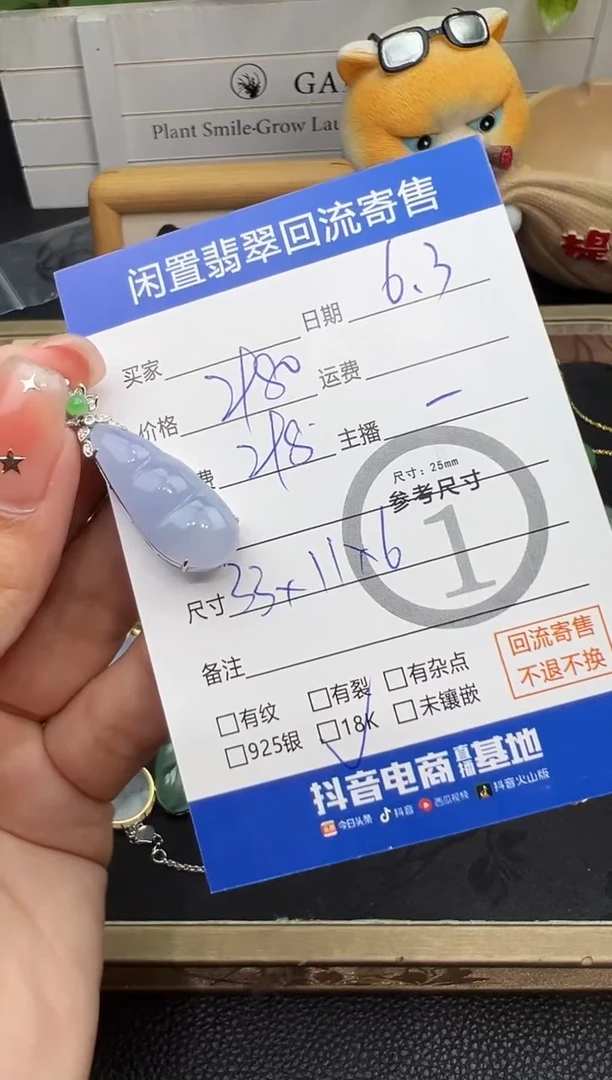 GA
Plant Smile·Grow Lau
闲置翡翠回流寄售
日期 6.3
买家
价格 2180 运费
费 218 主播 一
尺寸:25mm
参考尺寸
1
尺寸 33×11×6
备注
□有纹 □有裂 □有杂点
□925银 □18K □未镶嵌
回流寄售
不退不换
抖音电商直播基地
今日头条 抖音 西瓜视频 抖音火山版